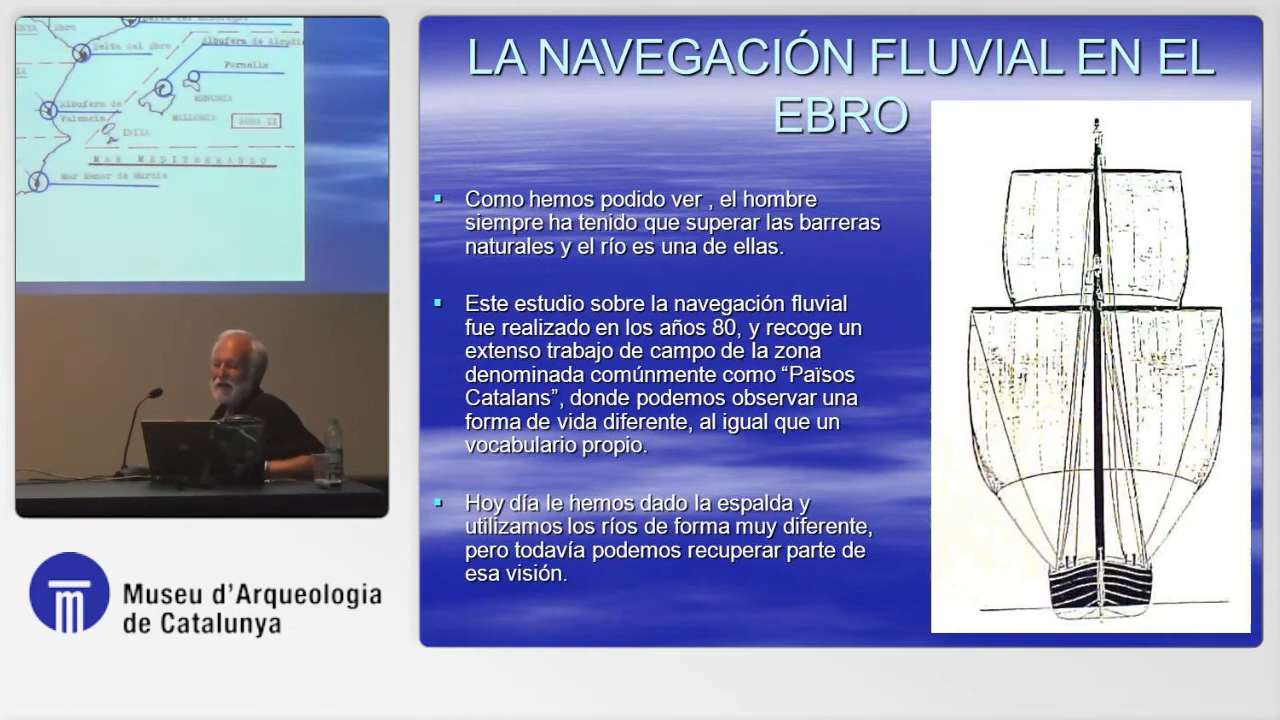 Delta del Ebro
Albufera de Alcudia
Fornells
Albufera de
Valencia
MENORCA
MALLORCA
ZONA II
IBIZA
MAR MEDITERRANEO
Mar Menor de Murcia
Museu d'Arqueologia
de Catalunya
LA NAVEGACIÓN FLUVIAL EN EL
EBRO
Como hemos podido ver , el hombre
siempre ha tenido que superar las barreras
naturales y el río es una de ellas.
Este estudio sobre la navegación fluvial
fue realizado en los años 80, y recoge un
extenso trabajo de campo de la zona
denominada comúnmente como “Països
Catalans”, donde podemos observar una
forma de vida diferente, al igual que un
vocabulario propio.
Hoy día le hemos dado la espalda y
utilizamos los ríos de forma muy diferente,
pero todavía podemos recuperar parte de
esa visión.